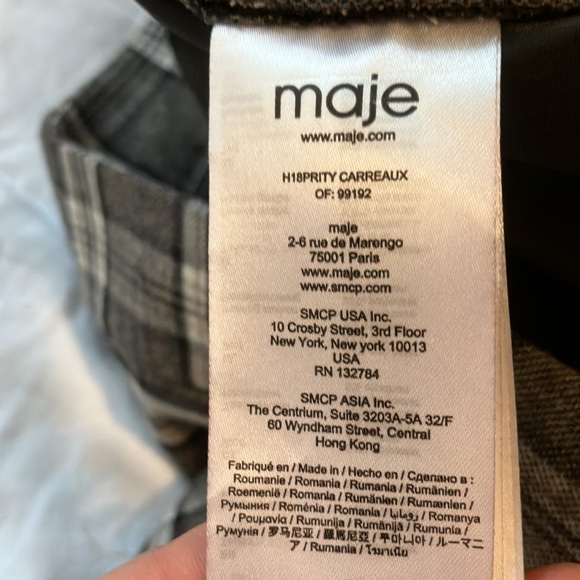 maje
www.maje.com
H18PRITY CARREAUX
OF: 99192
maje
2-6 rue de Marengo
75001 Paris
www.maje.com
www.smcp.com
SMCP USA Inc.
10 Crosby Street, 3rd Floor
New York, New york 10013
USA
RN 132784
SMCP ASIA Inc.
The Centrium, Suite 3203A-5A 32/F
60 Wyndham Street, Central
Hong Kong
Fabriqué en / Made in / Hecho en / Сделано в :
Roumanie / Romania / Rumania / Rumänien /
Roemenië / Romania / Rumänien / Rumænien /
Румыния / Roménia / Romania / رومانيا / Romanya
/ Ρουμανία / Rumunija / Rumānijā / Rumunia /
Румунія / 罗马尼亚 / 羅馬尼亞 / 루마니아 / ルーマニ
ア / Rumania / โรมาเนีย